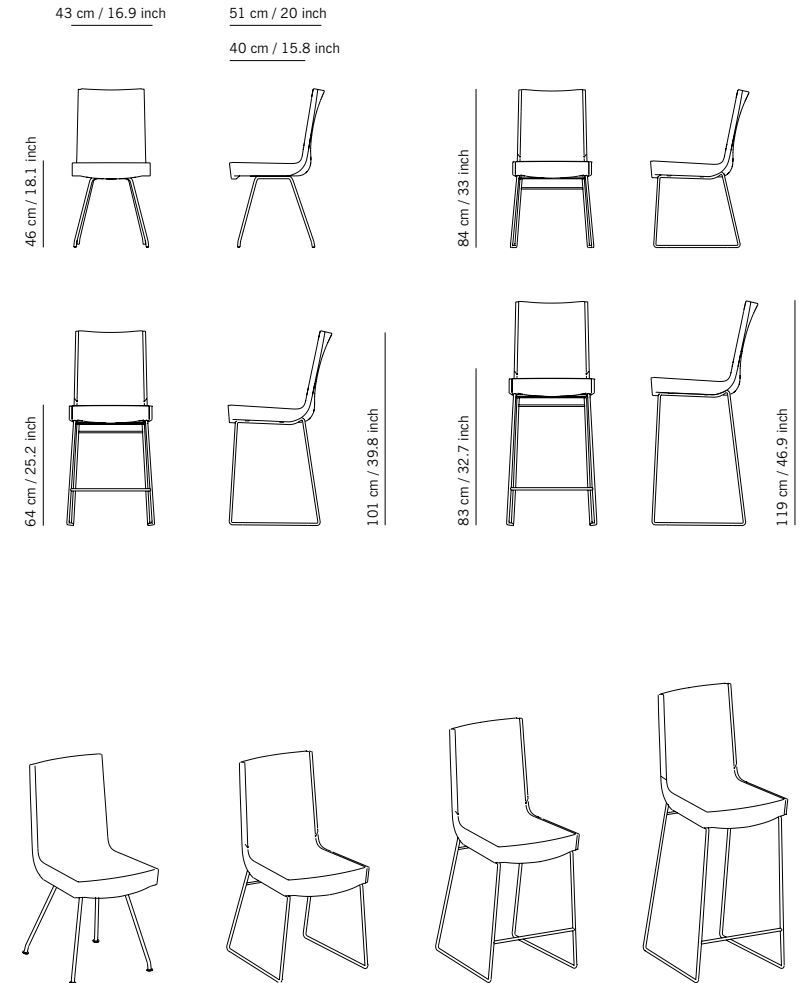 43 cm / 16.9 inch
51 cm / 20 inch
40 cm / 15.8 inch
46 cm / 18.1 inch
84 cm / 33 inch
64 cm / 25.2 inch
101 cm / 39.8 inch
83 cm / 32.7 inch
119 cm / 46.9 inch